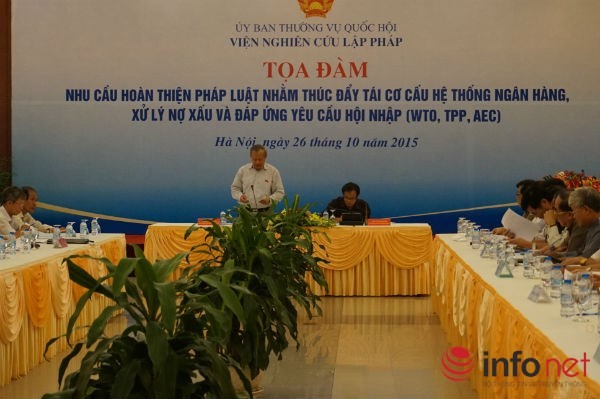 ỦY BAN THƯỜNG VỤ QUỐC HỘI
VIỆN NGHIÊN CỨU LẬP PHÁP
TỌA ĐÀM
NHU CẦU HOÀN THIỆN PHÁP LUẬT NHẰM THÚC ĐẨY TÁI CƠ CẤU HỆ THỐNG NGÂN HÀNG,
XỬ LÝ NỢ XẤU VÀ ĐÁP ỨNG YÊU CẦU HỘI NHẬP (WTO, TPP, AEC)
Hà Nội, ngày 26 tháng 10 năm 2015
infonet